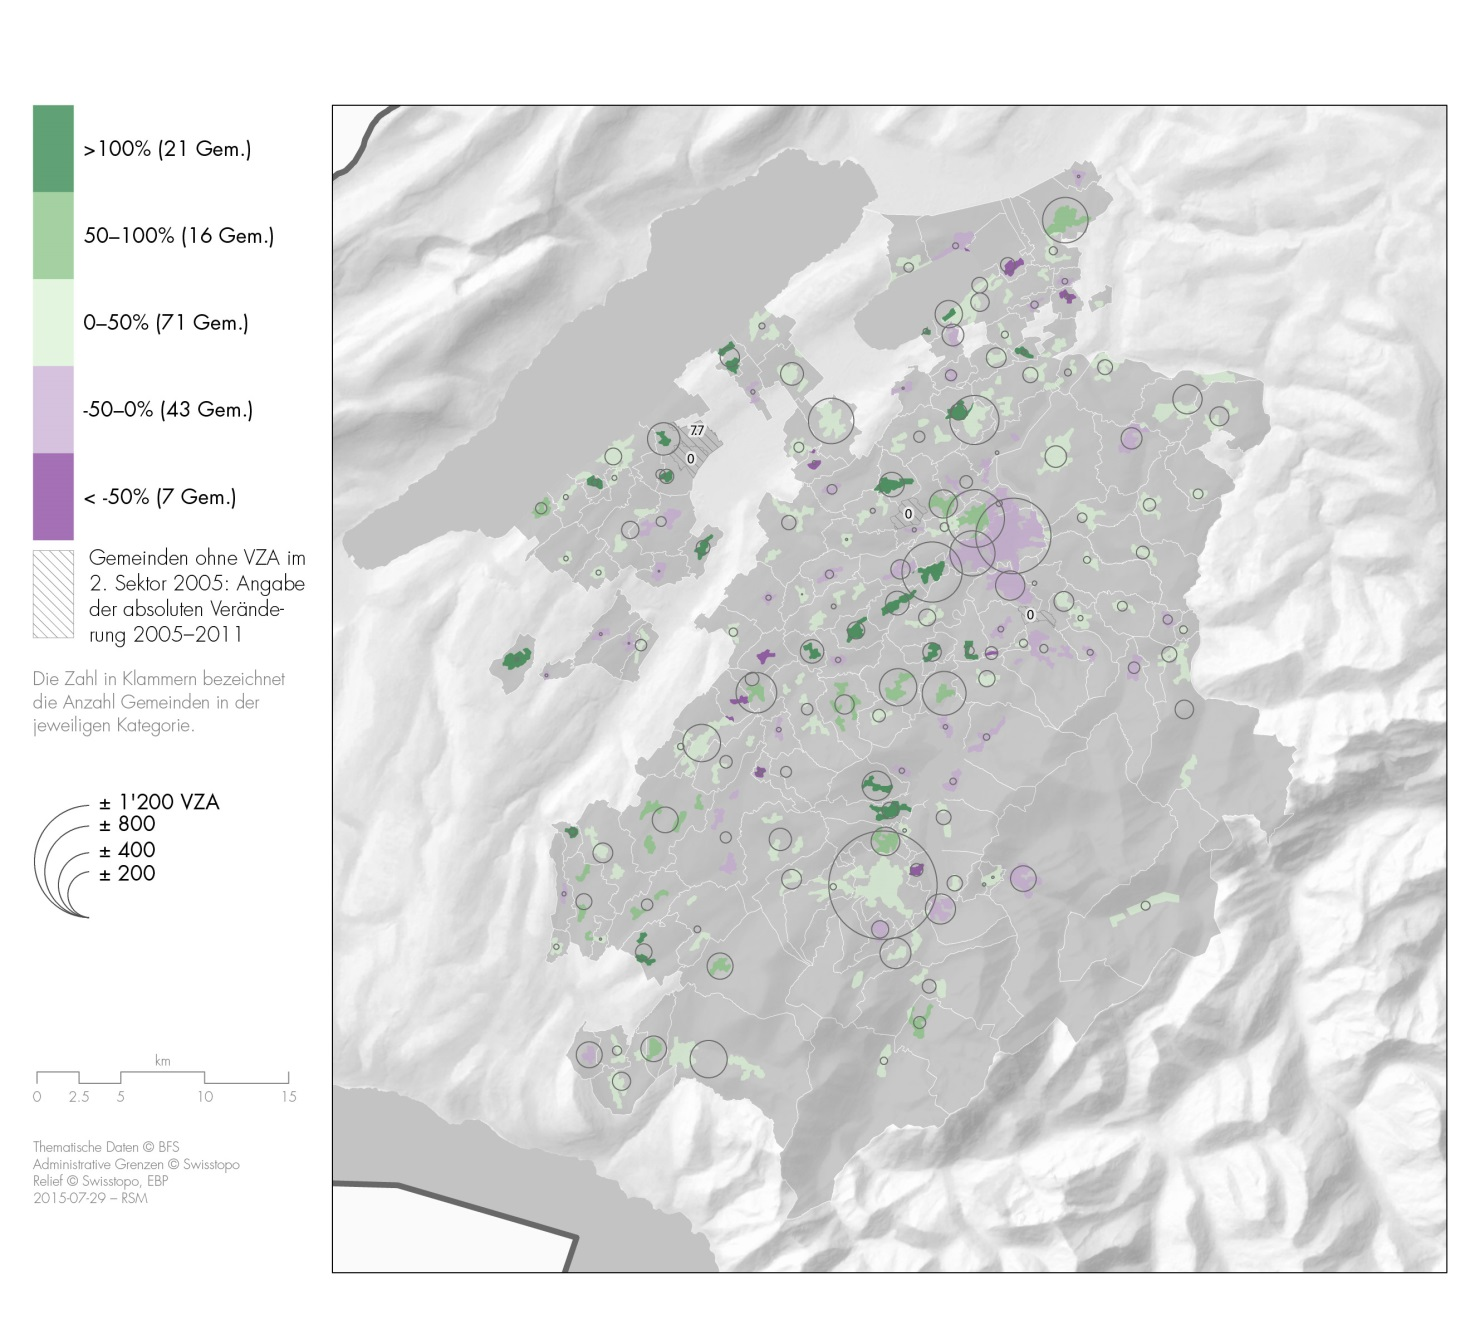 >100% (21 Gem.)
50–100% (16 Gem.)
0–50% (71 Gem.)
-50–0% (43 Gem.)
< -50% (7 Gem.)
Gemeinden ohne VZA im
2. Sektor 2005: Angabe
der absoluten Verände-
rung 2005–2011
Die Zahl in Klammern bezeichnet
die Anzahl Gemeinden in der
jeweiligen Kategorie.
± 1'200 VZA
± 800
± 400
± 200
km
0 2.5 5 10 15
Thematische Daten © BFS
Administrative Grenzen © Swisstopo
Relief © Swisstopo, EBP
2015-07-29 – RSM
77
0
0
0